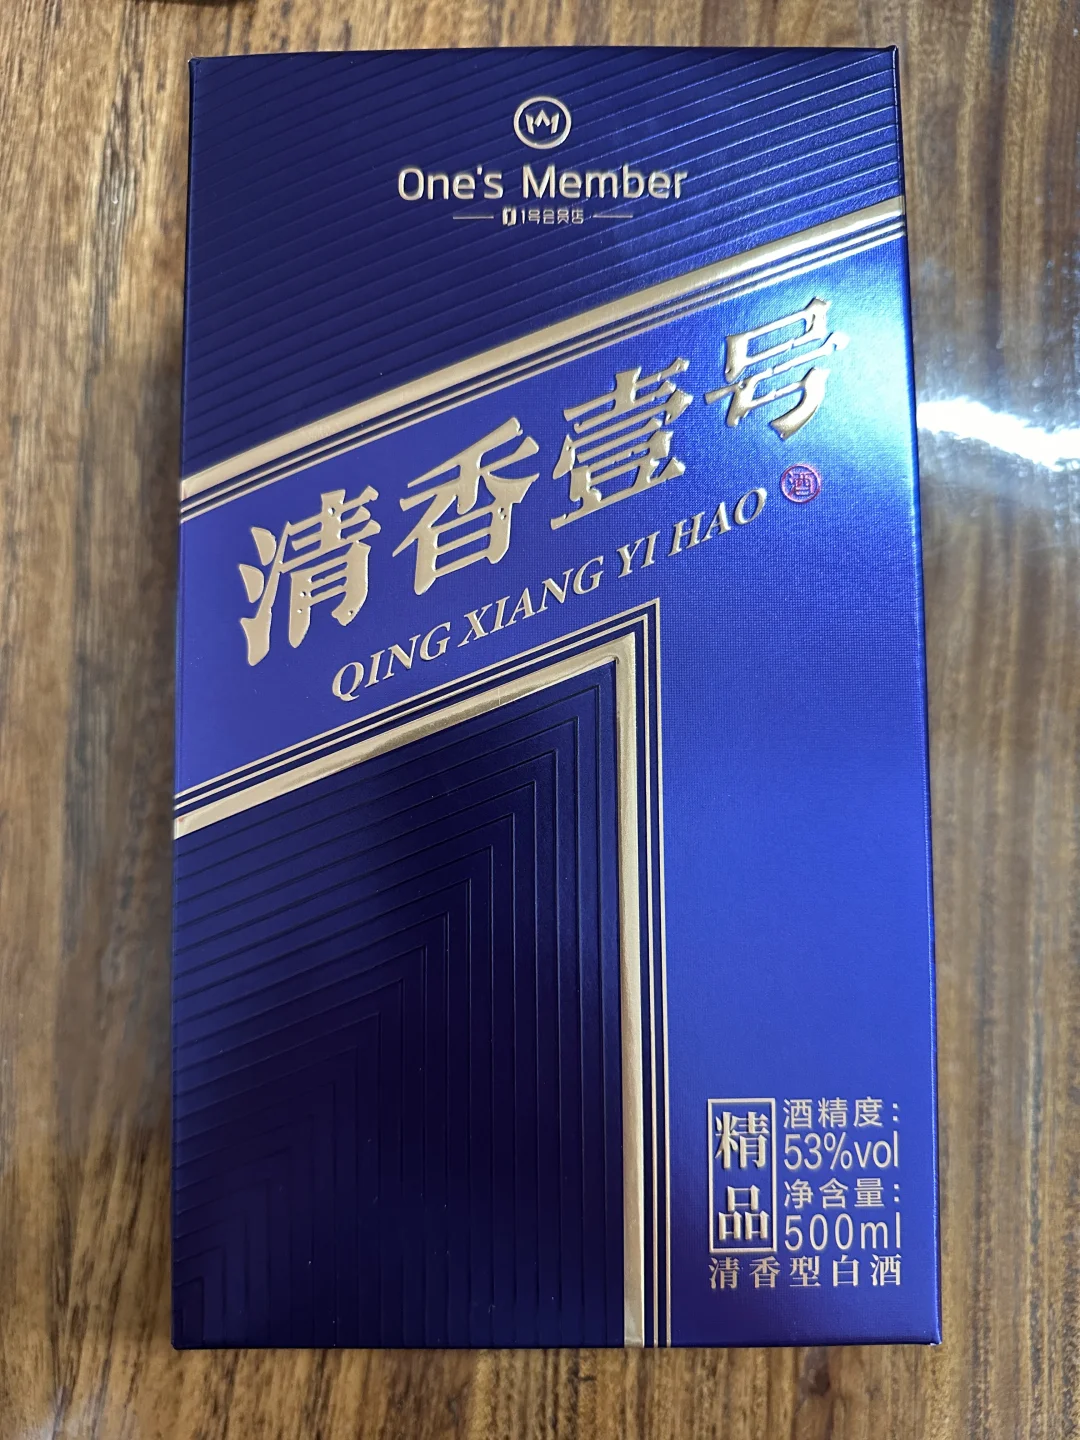 One's Member
1号会员店
清香壹号
QING XIANG YI HAO
酒
精品
酒精度:
53%vol
净含量:
500ml
清香型白酒